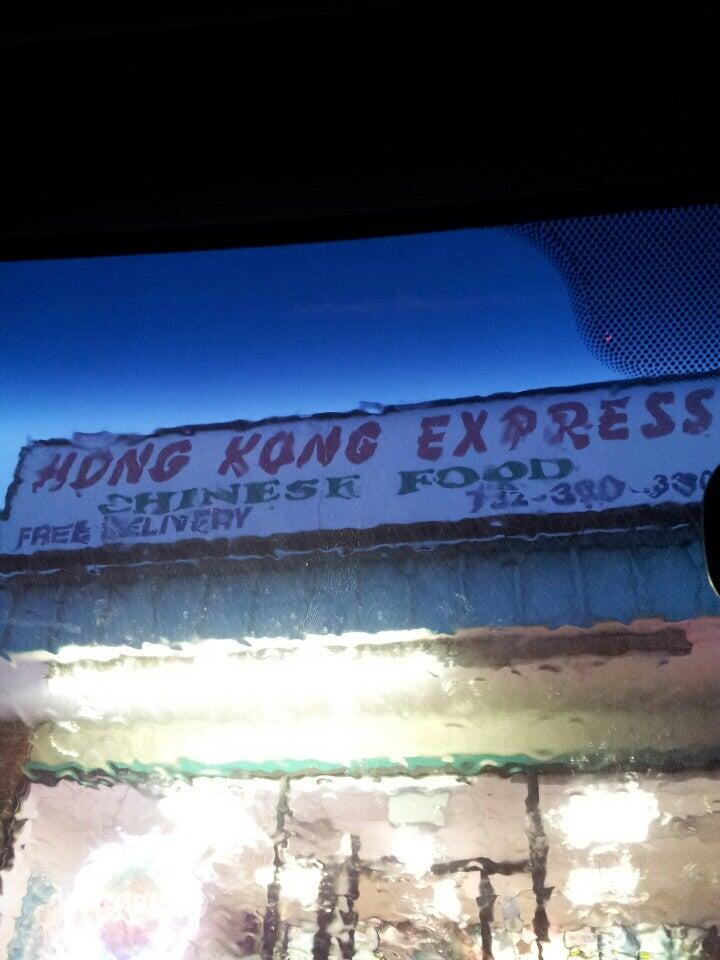 HONG KONG EXPRESS
CHINESE FOOD
FREE DELIVERY